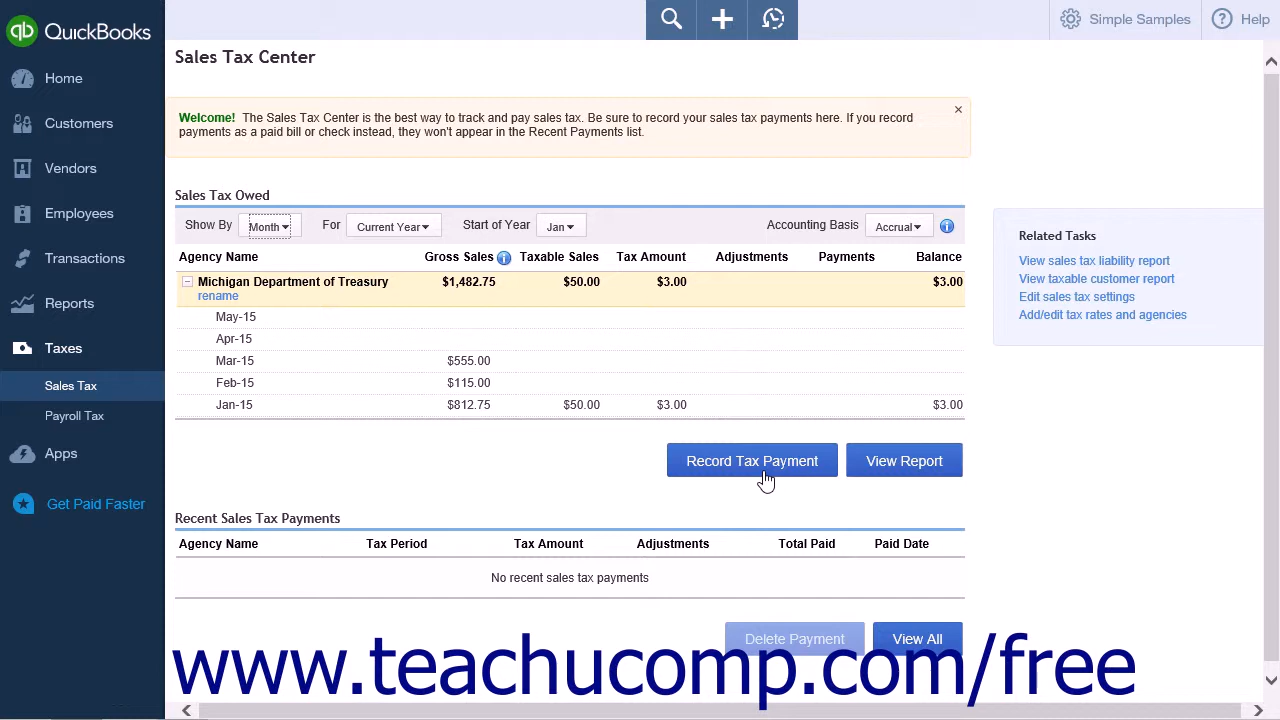 QuickBooks
Simple Samples
Help
Home
Customers
Vendors
Employees
Transactions
Reports
Taxes
Sales Tax
Payroll Tax
Apps
Get Paid Faster
Sales Tax Center
Welcome! The Sales Tax Center is the best way to track and pay sales tax. Be sure to record your sales tax payments here. If you record
payments as a paid bill or check instead, they won't appear in the Recent Payments list.
Sales Tax Owed
Show By Month For Current Year Start of Year Jan Accounting Basis Accrual
Agency Name Gross Sales Taxable Sales Tax Amount Adjustments Payments Balance
Michigan Department of Treasury $1,482.75 $50.00 $3.00 $3.00
rename
May-15
Apr-15
Mar-15 $555.00
Feb-15 $115.00
Jan-15 $812.75 $50.00 $3.00 $3.00
Record Tax Payment View Report
Related Tasks
View sales tax liability report
View taxable customer report
Edit sales tax settings
Add/edit tax rates and agencies
Recent Sales Tax Payments
Agency Name Tax Period Tax Amount Adjustments Total Paid Paid Date
No recent sales tax payments
Delete Payment View All
www.teachucomp.com/free